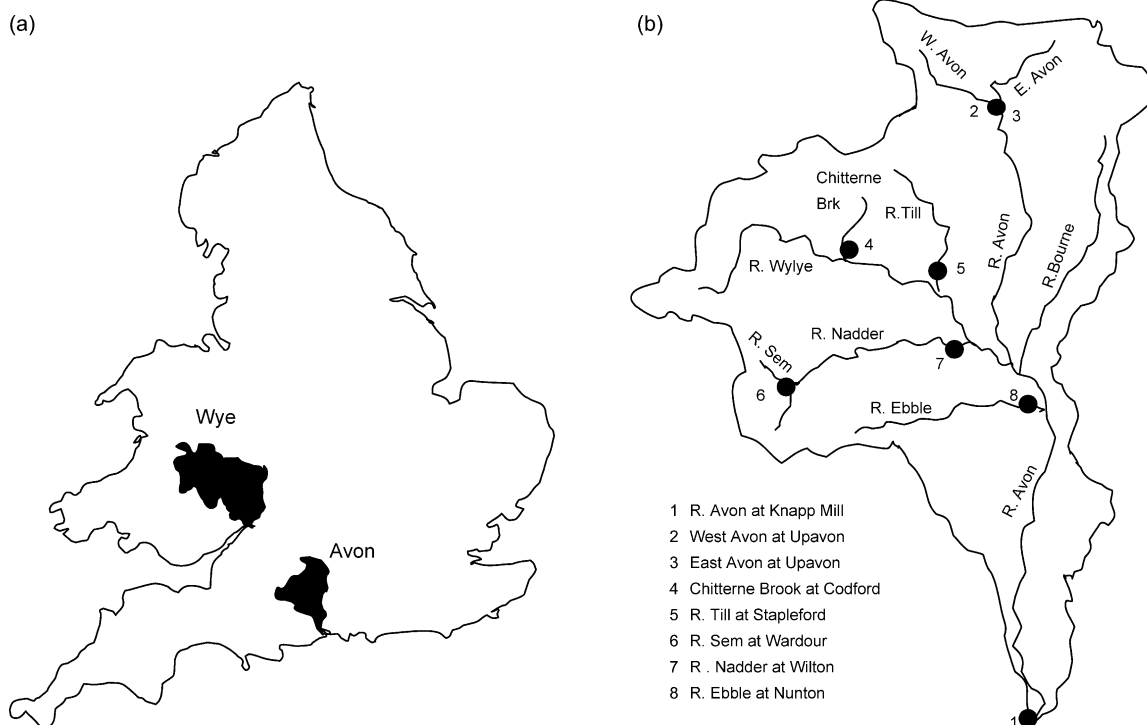 (a)
Wye
Avon
(b)
W. Avon
E. Avon
2
3
Chitterne
Brk
R.Till
4
5
R. Avon
R.Bourne
R. Wylye
R. Nadder
R. Sem
7
6
8
R. Ebble
R. Avon
1 R. Avon at Knapp Mill
2 West Avon at Upavon
3 East Avon at Upavon
4 Chitterne Brook at Codford
5 R. Till at Stapleford
6 R. Sem at Wardour
7 R . Nadder at Wilton
8 R. Ebble at Nunton
1